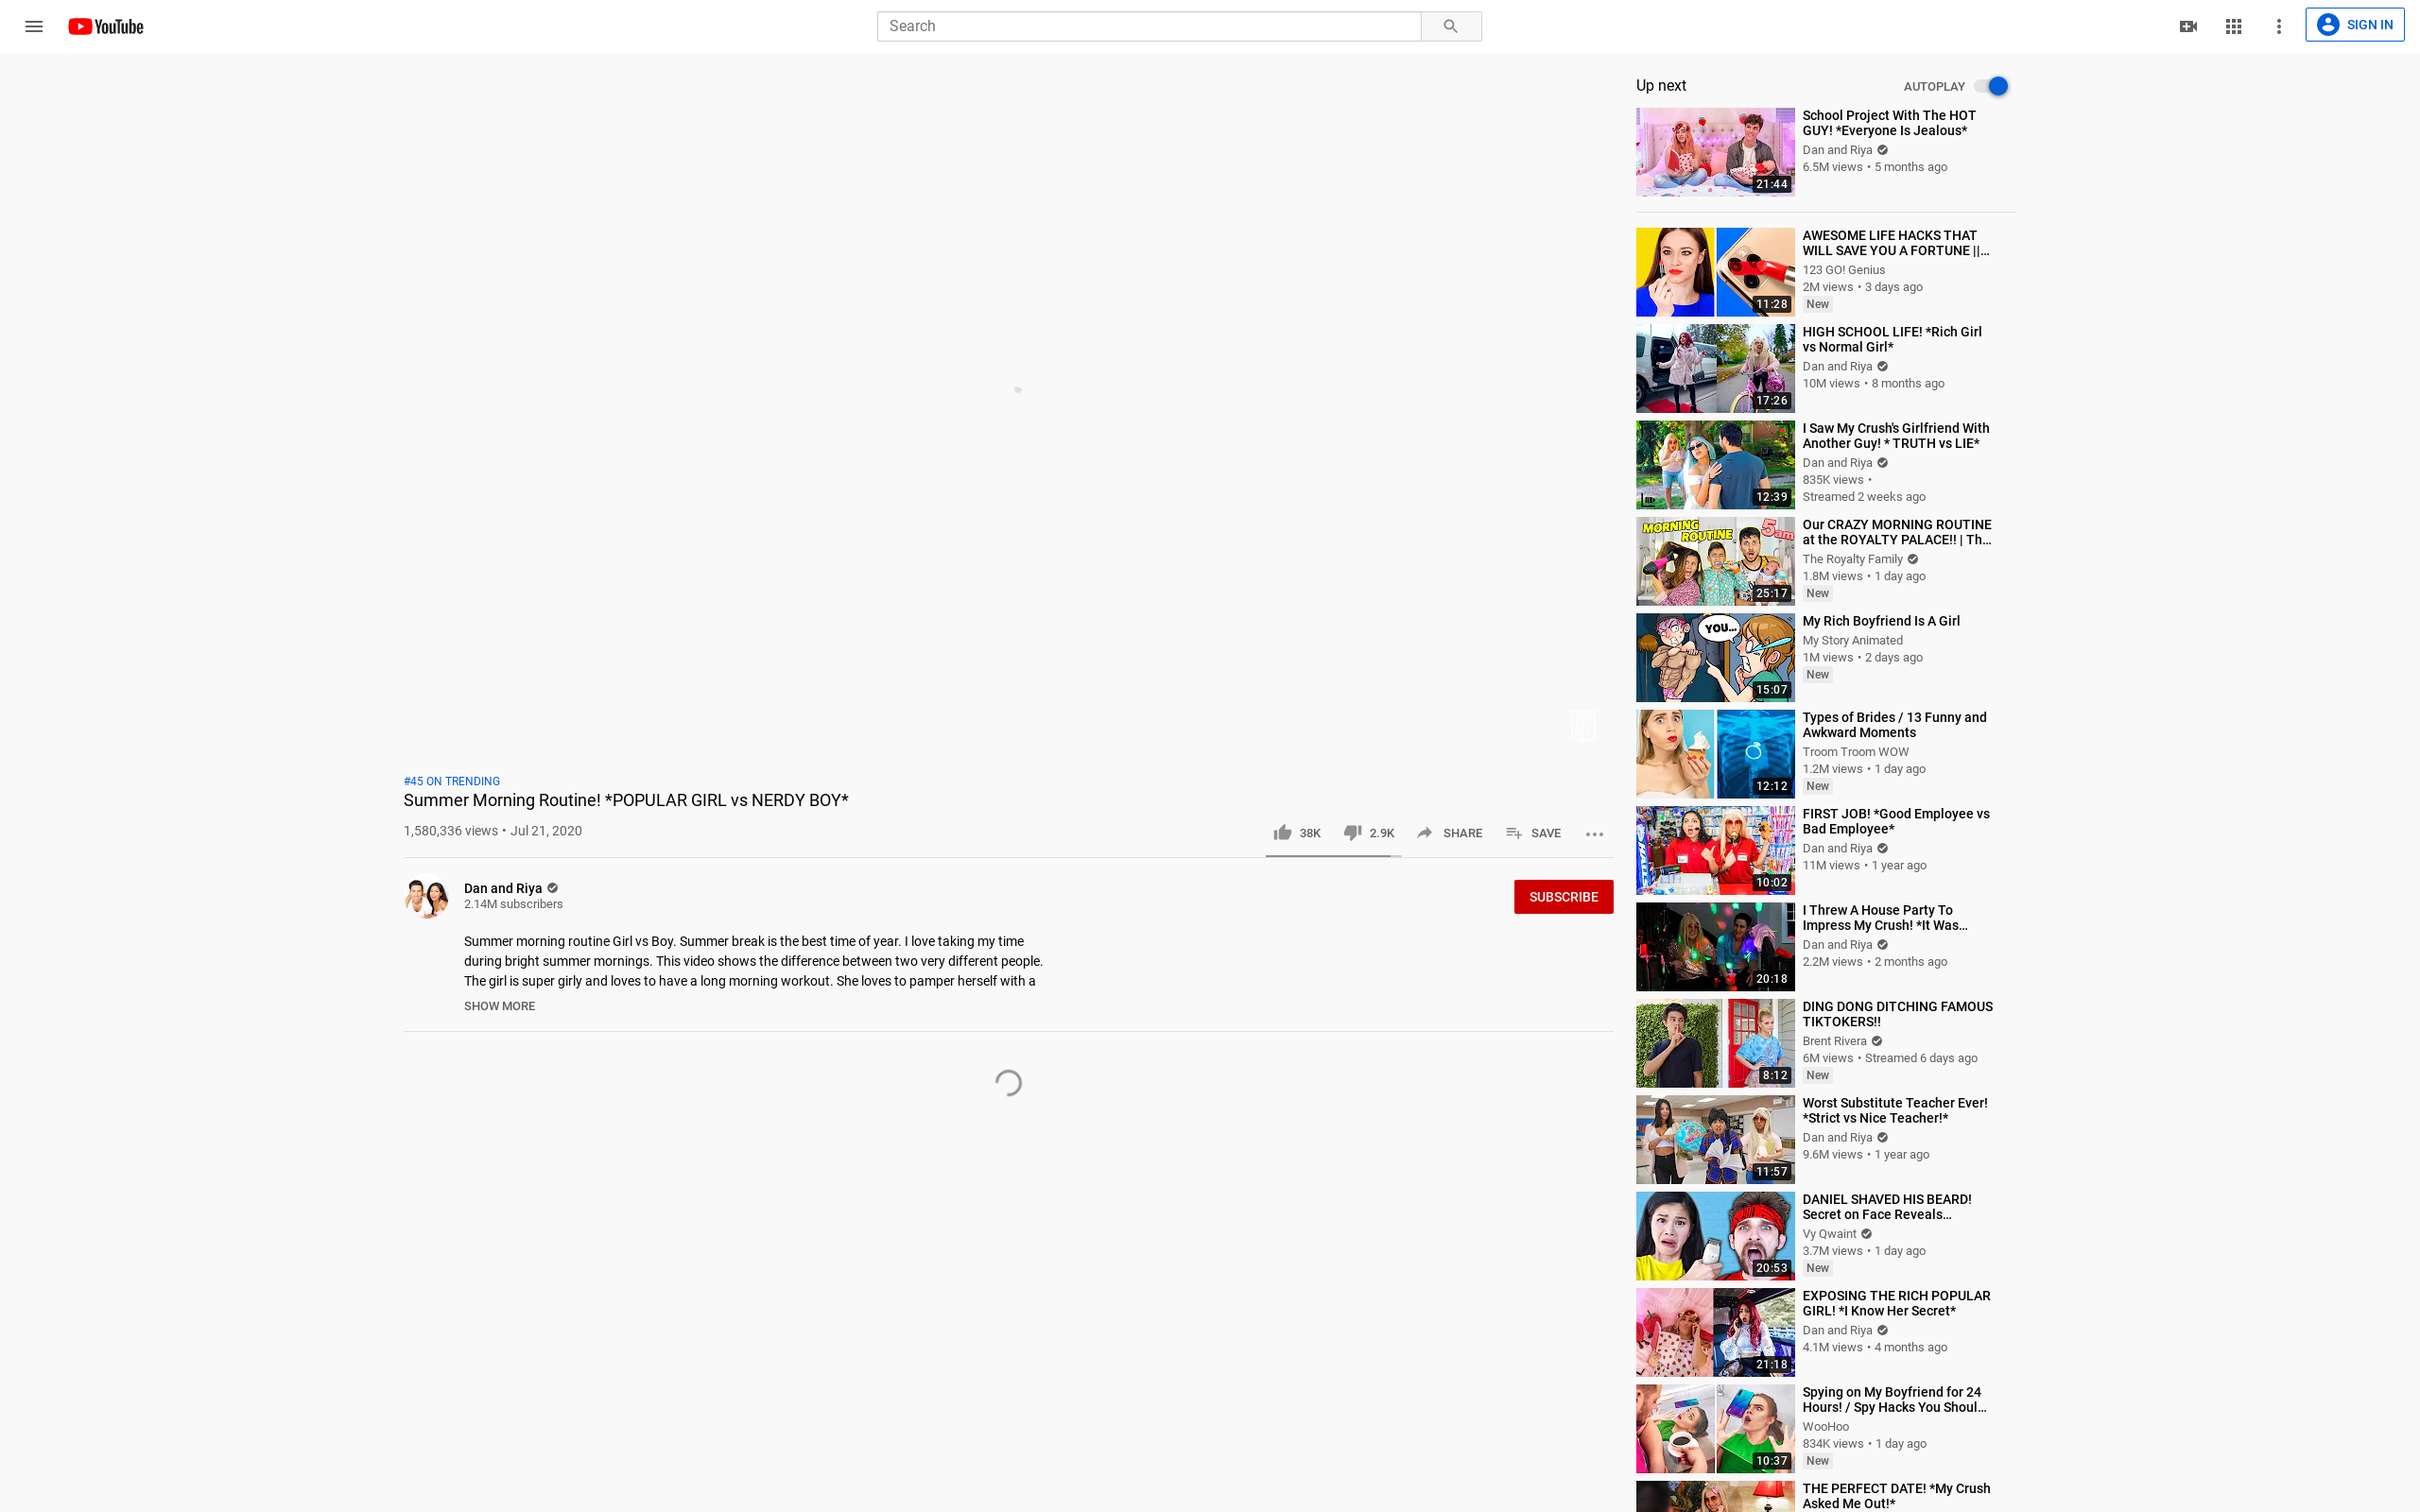 YouTube
Search
SIGN IN
#45 ON TRENDING
Summer Morning Routine! *POPULAR GIRL vs NERDY BOY*
1,580,336 views • Jul 21, 2020
38K
2.9K
SHARE
SAVE
Dan and Riya
2.14M subscribers
SUBSCRIBE
Summer morning routine Girl vs Boy. Summer break is the best time of year. I love taking my time
during bright summer mornings. This video shows the difference between two very different people.
The girl is super girly and loves to have a long morning workout. She loves to pamper herself with a
SHOW MORE
Up next
AUTOPLAY
21:44
School Project With The HOT
GUY! *Everyone Is Jealous*
Dan and Riya
6.5M views • 5 months ago
11:28
AWESOME LIFE HACKS THAT
WILL SAVE YOU A FORTUNE ||...
123 GO! Genius
2M views • 3 days ago
New
17:26
HIGH SCHOOL LIFE! *Rich Girl
vs Normal Girl*
Dan and Riya
10M views • 8 months ago
12:39
I Saw My Crush's Girlfriend With
Another Guy! * TRUTH vs LIE*
Dan and Riya
835K views •
Streamed 2 weeks ago
MORNING
ROUTINE
5am
25:17
Our CRAZY MORNING ROUTINE
at the ROYALTY PALACE!! | Th...
The Royalty Family
1.8M views • 1 day ago
New
YOU...
15:07
My Rich Boyfriend Is A Girl
My Story Animated
1M views • 2 days ago
New
12:12
Types of Brides / 13 Funny and
Awkward Moments
Troom Troom WOW
1.2M views • 1 day ago
New
10:02
FIRST JOB! *Good Employee vs
Bad Employee*
Dan and Riya
11M views • 1 year ago
20:18
I Threw A House Party To
Impress My Crush! *It Was...
Dan and Riya
2.2M views • 2 months ago
8:12
DING DONG DITCHING FAMOUS
TIKTOKERS!!
Brent Rivera
6M views • Streamed 6 days ago
New
11:57
Worst Substitute Teacher Ever!
*Strict vs Nice Teacher!*
Dan and Riya
9.6M views • 1 year ago
20:53
DANIEL SHAVED HIS BEARD!
Secret on Face Reveals...
Vy Qwaint
3.7M views • 1 day ago
New
21:18
EXPOSING THE RICH POPULAR
GIRL! *I Know Her Secret*
Dan and Riya
4.1M views • 4 months ago
10:37
Spying on My Boyfriend for 24
Hours! / Spy Hacks You Shoul...
WooHoo
834K views • 1 day ago
New
THE PERFECT DATE! *My Crush
Asked Me Out!*